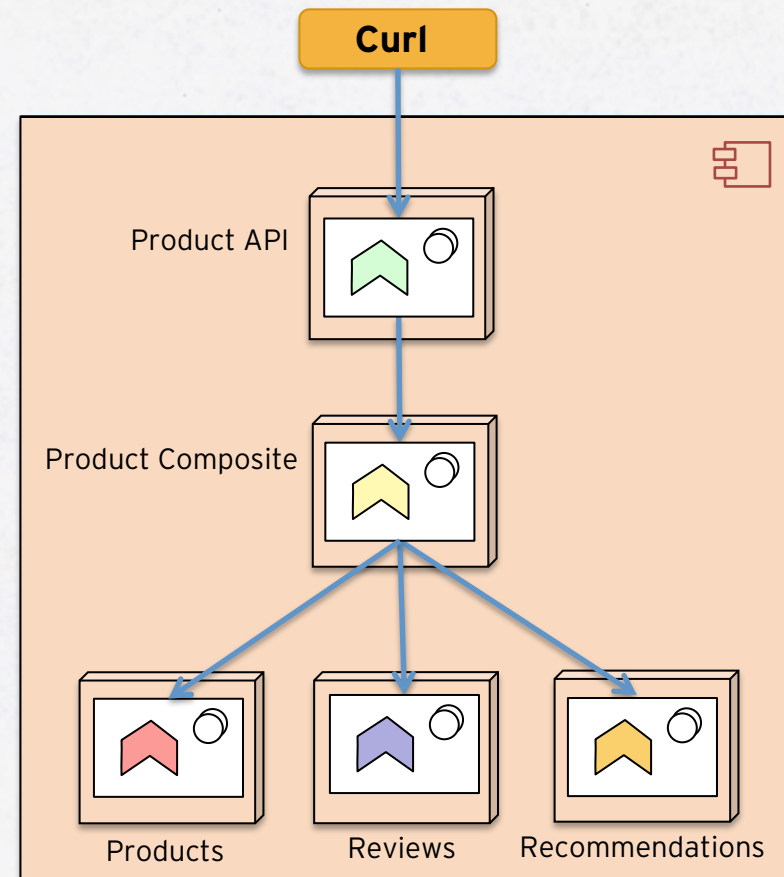 Curl
Product API
Product Composite
Products
Reviews
Recommendations